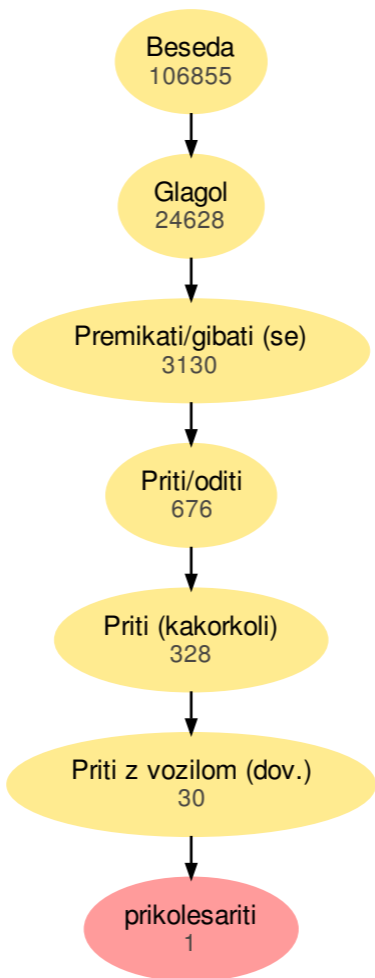 Beseda
106855
Glagol
24628
Premikati/gibati (se)
3130
Priti/oditi
676
Priti (kakorkoli)
328
Priti z vozilom (dov.)
30
prikolesariti
1